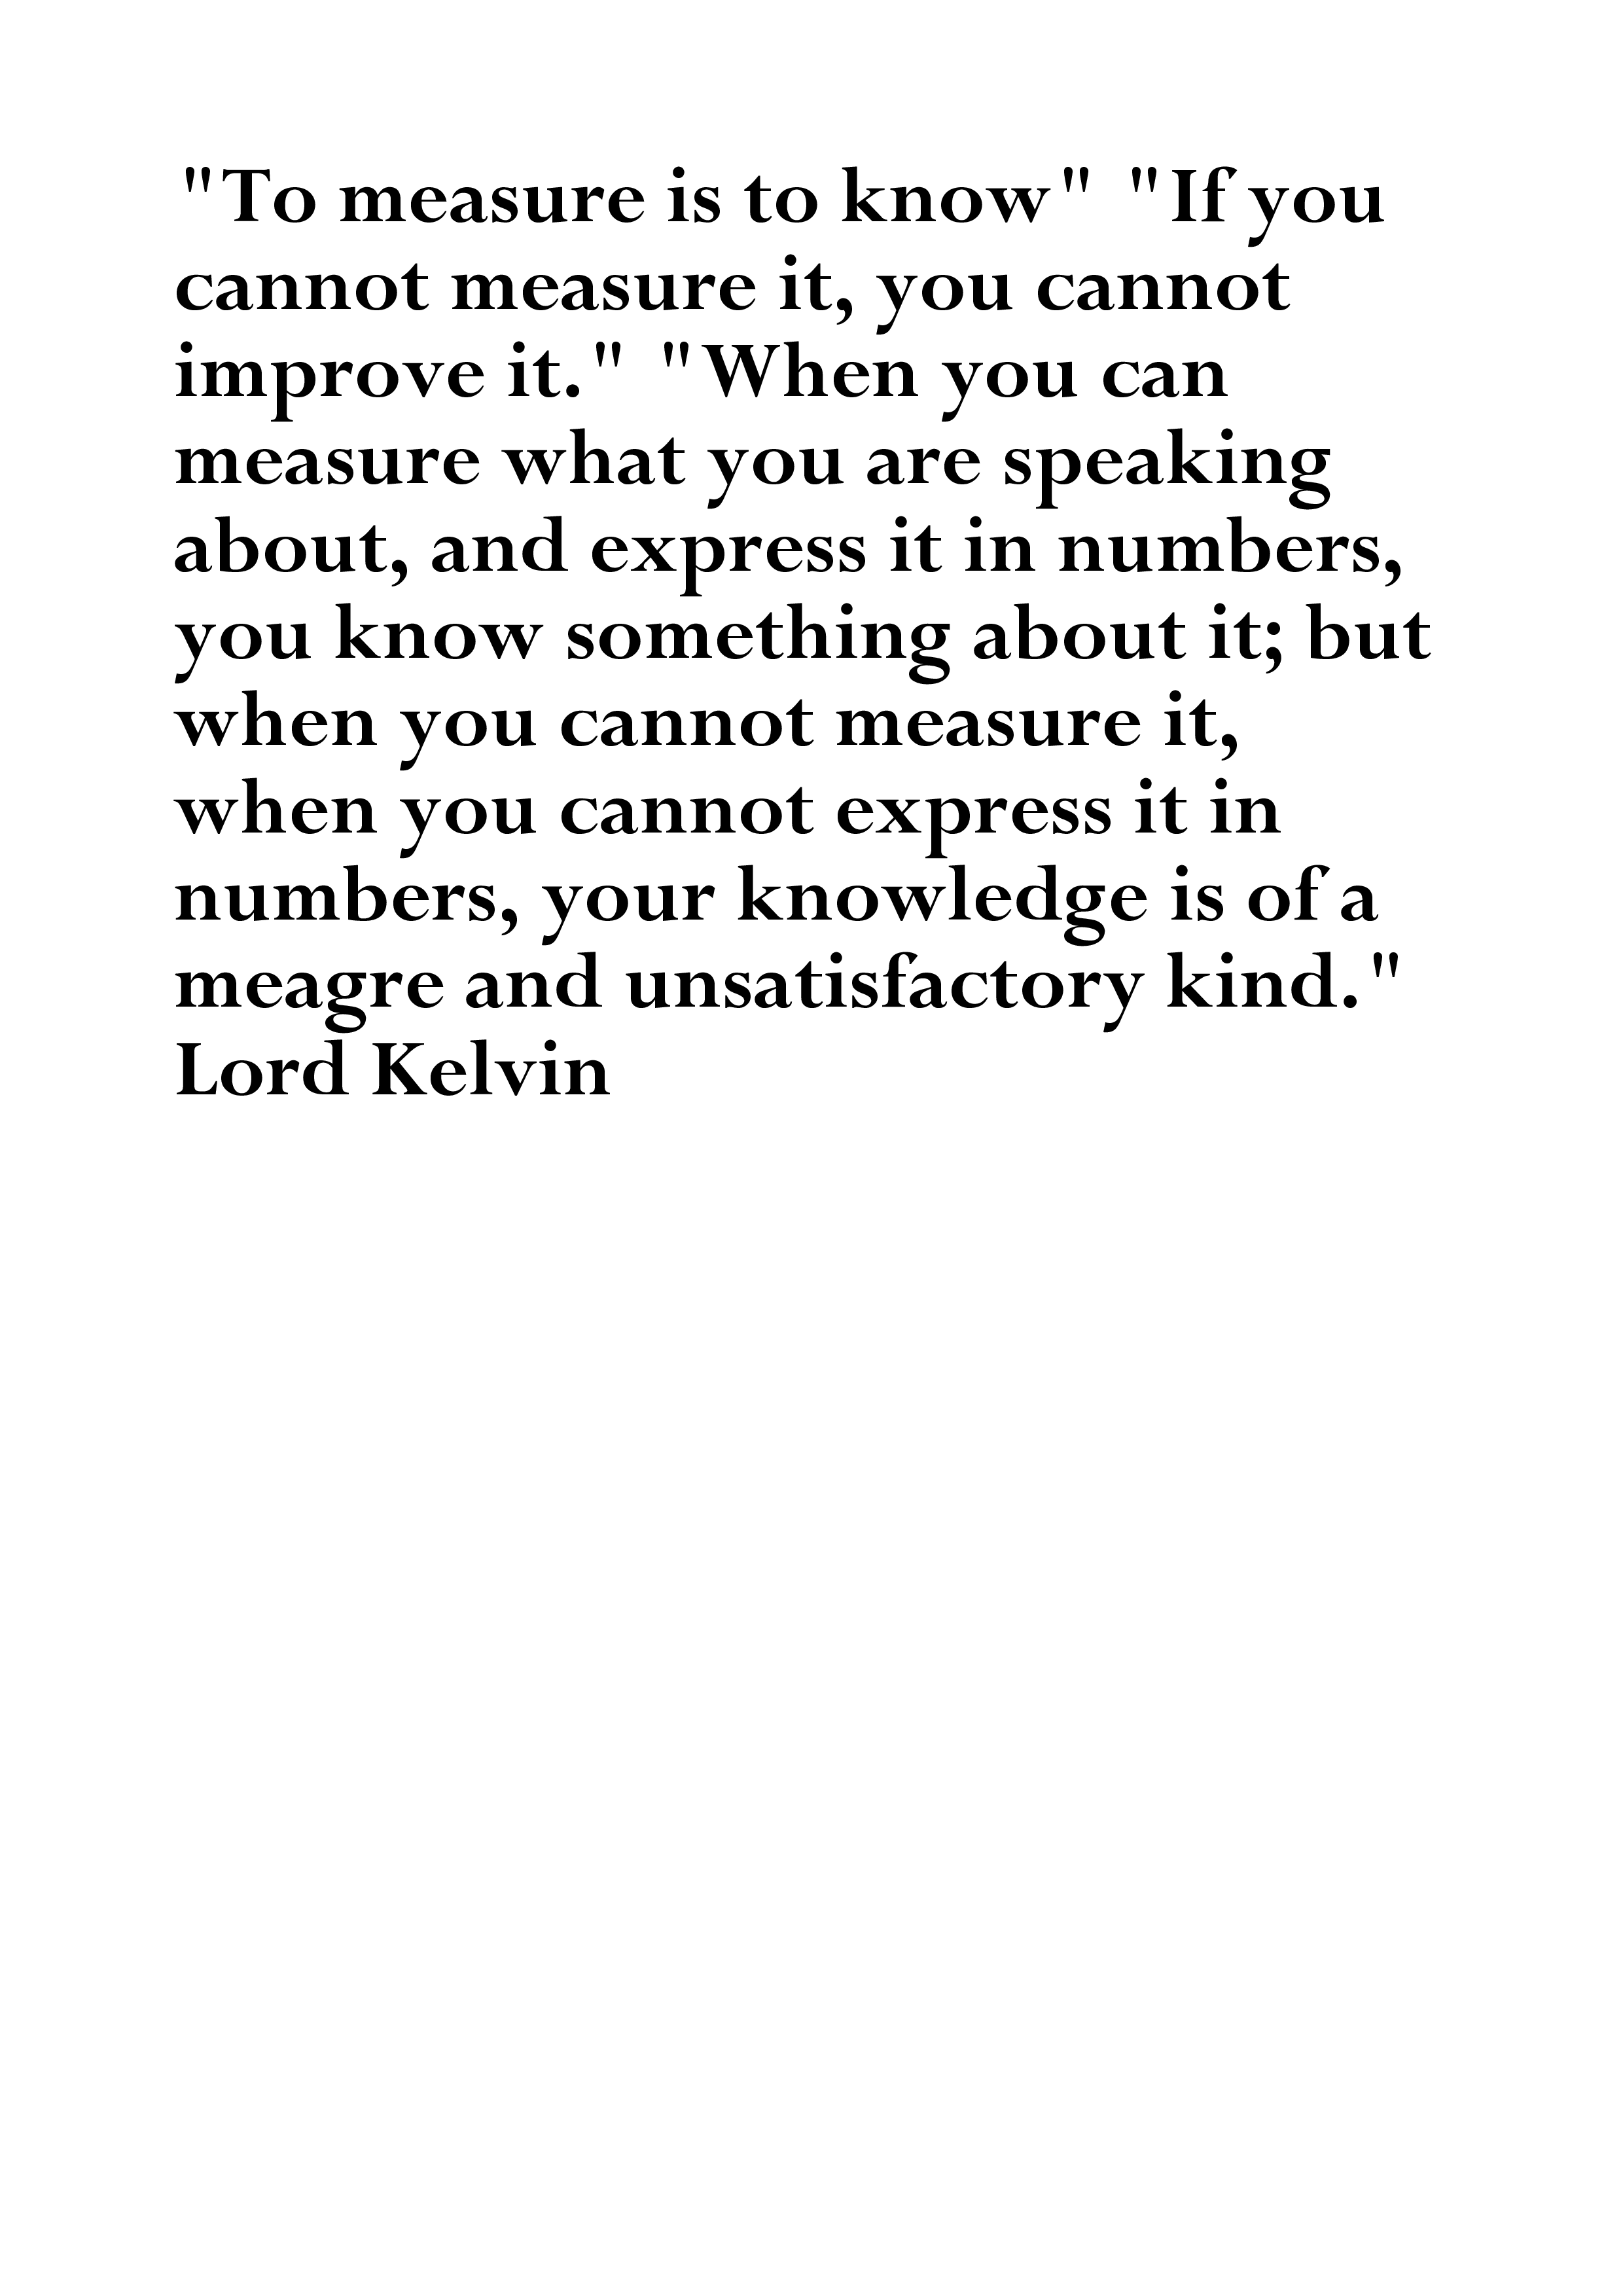 "To measure is to know" "If you
cannot measure it, you cannot
improve it." "When you can
measure what you are speaking
about, and express it in numbers,
you know something about it; but
when you cannot measure it,
when you cannot express it in
numbers, your knowledge is of a
meagre and unsatisfactory kind."
Lord Kelvin